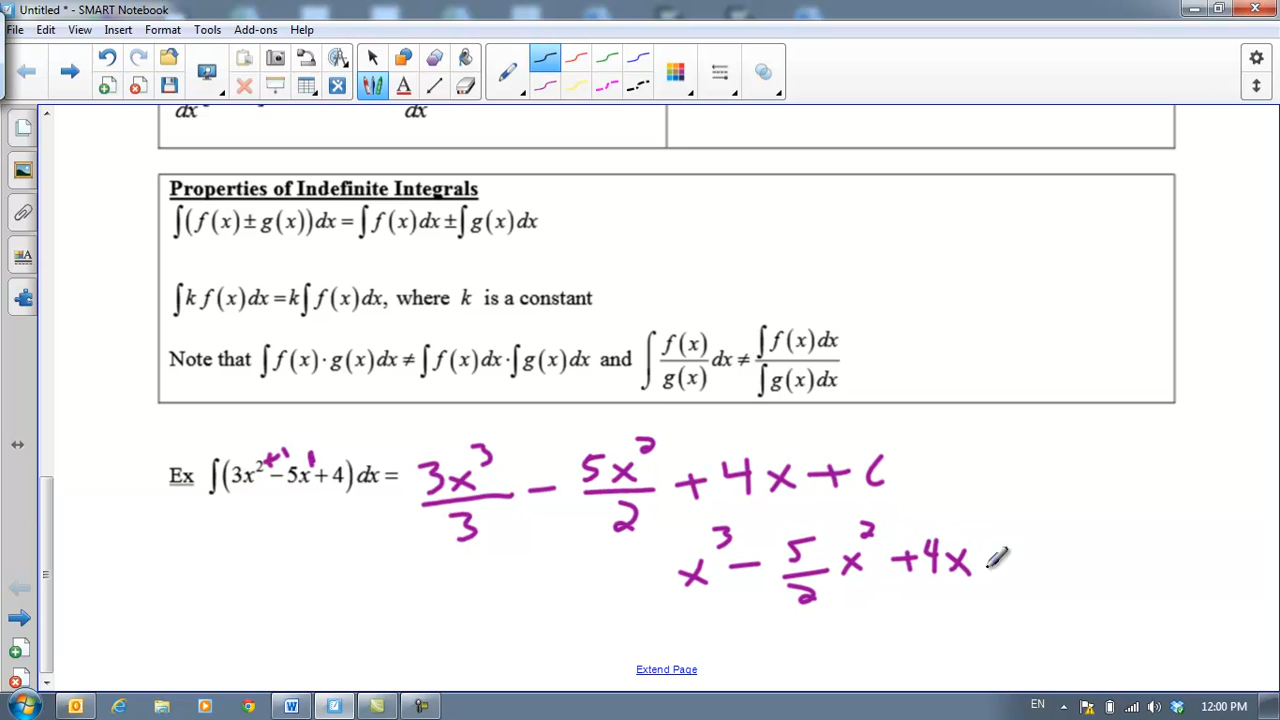 Untitled * - SMART Notebook
File Edit View Insert Format Tools Add-ons Help
dx dx
Properties of Indefinite Integrals
∫(f(x)±g(x))dx=∫f(x)dx±∫g(x)dx
∫k f(x)dx=k∫f(x)dx, where k is a constant
Note that ∫f(x)·g(x)dx≠∫f(x)dx·∫g(x)dx and ∫f(x)/g(x) dx≠∫f(x)dx/∫g(x)dx
+1 1
Ex ∫(3x²−5x+4)dx= 3x³/3 − 5x²/2 +4x+C
x³ − 5/2 x² +4x
Extend Page
EN 12:00 PM